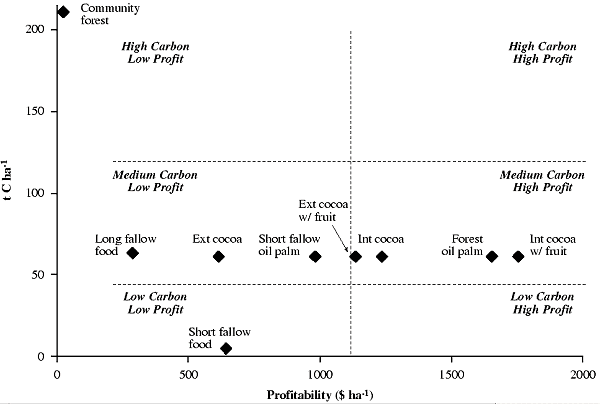 Community
forest
200
High Carbon
Low Profit
High Carbon
High Profit
150
t C ha-1
Medium Carbon
Low Profit
Medium Carbon
High Profit
100
Ext cocoa
w/ fruit
Long fallow
food
Ext cocoa
Short fallow
oil palm
Int cocoa
Forest
oil palm
Int cocoa
w/ fruit
50
Low Carbon
Low Profit
Low Carbon
High Profit
Short fallow
food
0
0
500
1000
1500
2000
Profitability ($ ha-1)